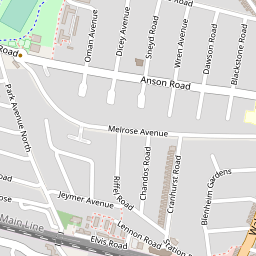 Oman Avenue
Dicey Avenue
Sneyd Road
Wren Avenue
Dawson Road
Blackstone Road
Road
Anson Road
Park Avenue North
Melrose Avenue
Riffel Road
Chandos Road
Cranhurst Road
Blenheim Gardens
Jeymer Avenue
Main Line
Lennon Road
Station R
Elvis Road